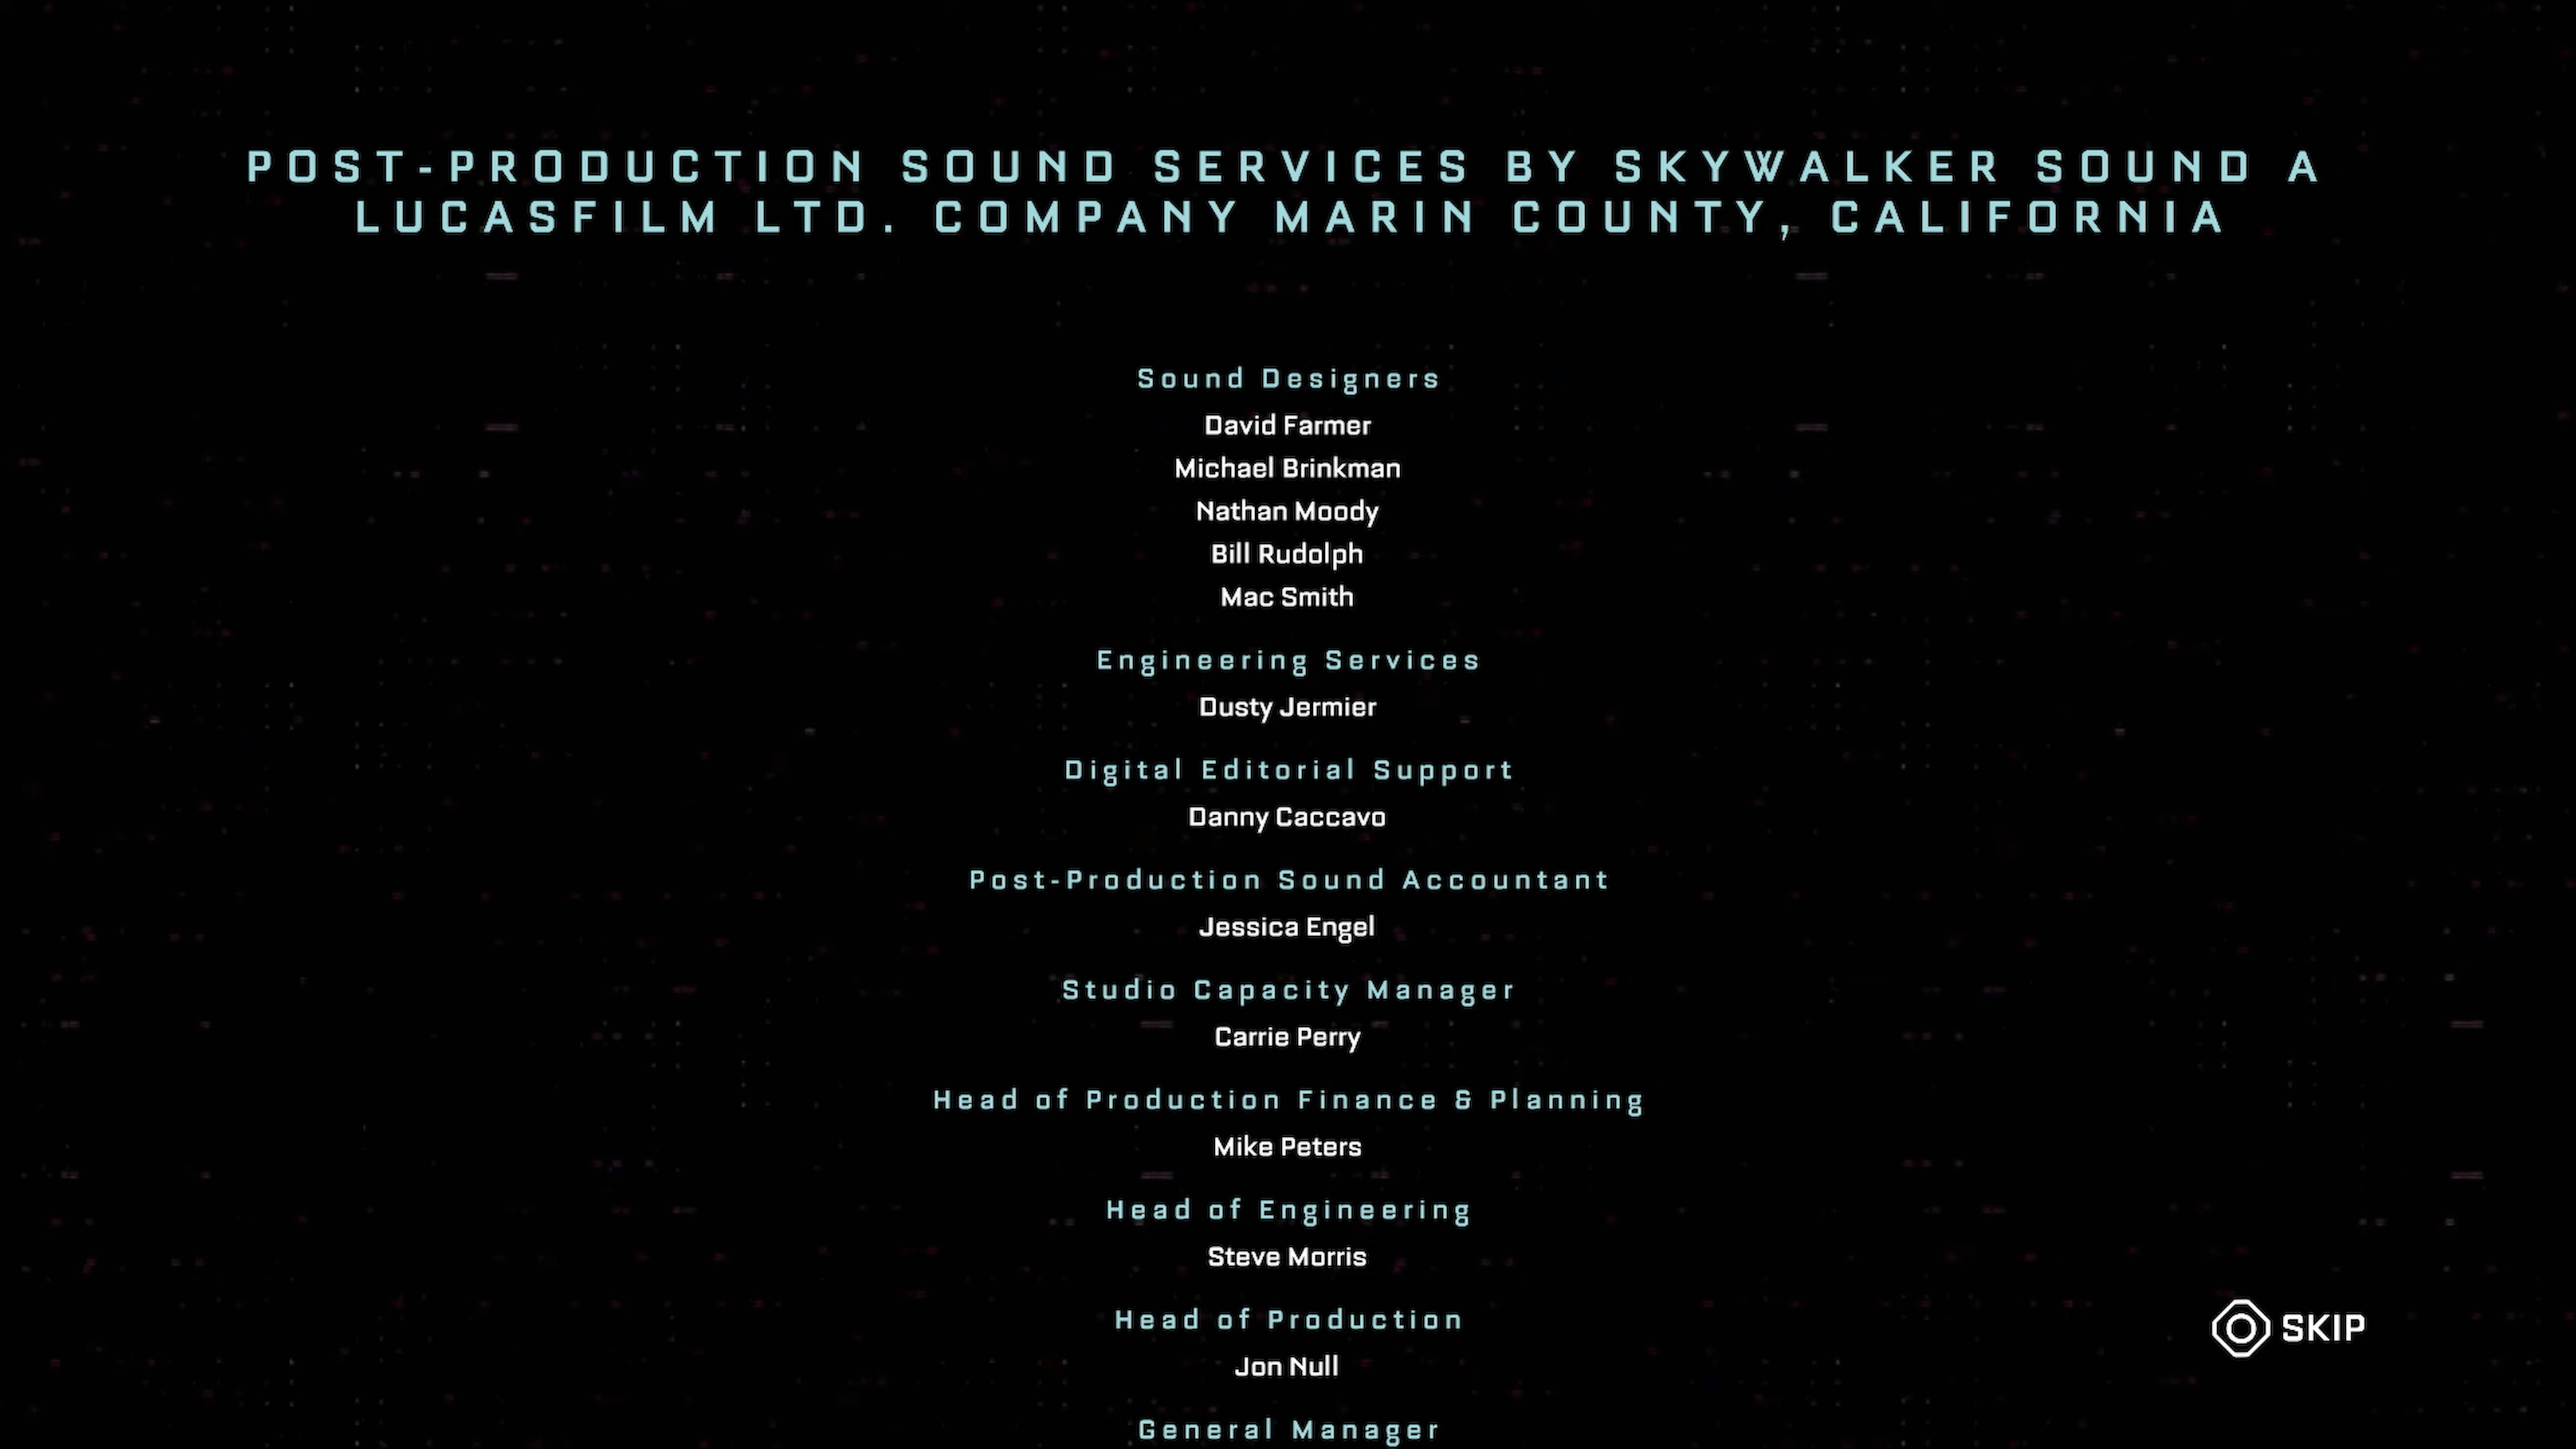 POST-PRODUCTION SOUND SERVICES BY SKYWALKER SOUND A
LUCASFILM LTD. COMPANY MARIN COUNTY, CALIFORNIA
Sound Designers
David Farmer
Michael Brinkman
Nathan Moody
Bill Rudolph
Mac Smith
Engineering Services
Dusty Jermier
Digital Editorial Support
Danny Caccavo
Post-Production Sound Accountant
Jessica Engel
Studio Capacity Manager
Carrie Perry
Head of Production Finance & Planning
Mike Peters
Head of Engineering
Steve Morris
Head of Production
Jon Null
General Manager
SKIP